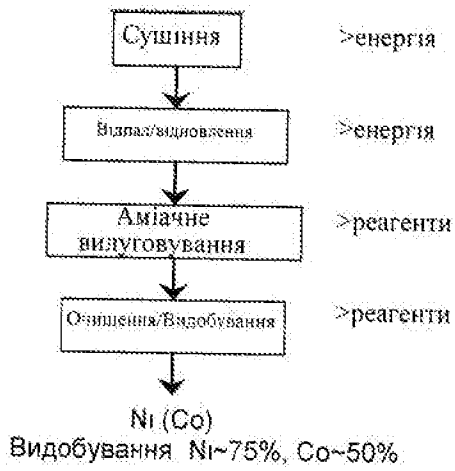 Сушіння >енергія
Відпал/відновлення >енергія
Аміачне
вилуговування >реагенти
Очищення/Видобування >реагенти
Ni (Co)
Видобування Ni~75%, Co~50%